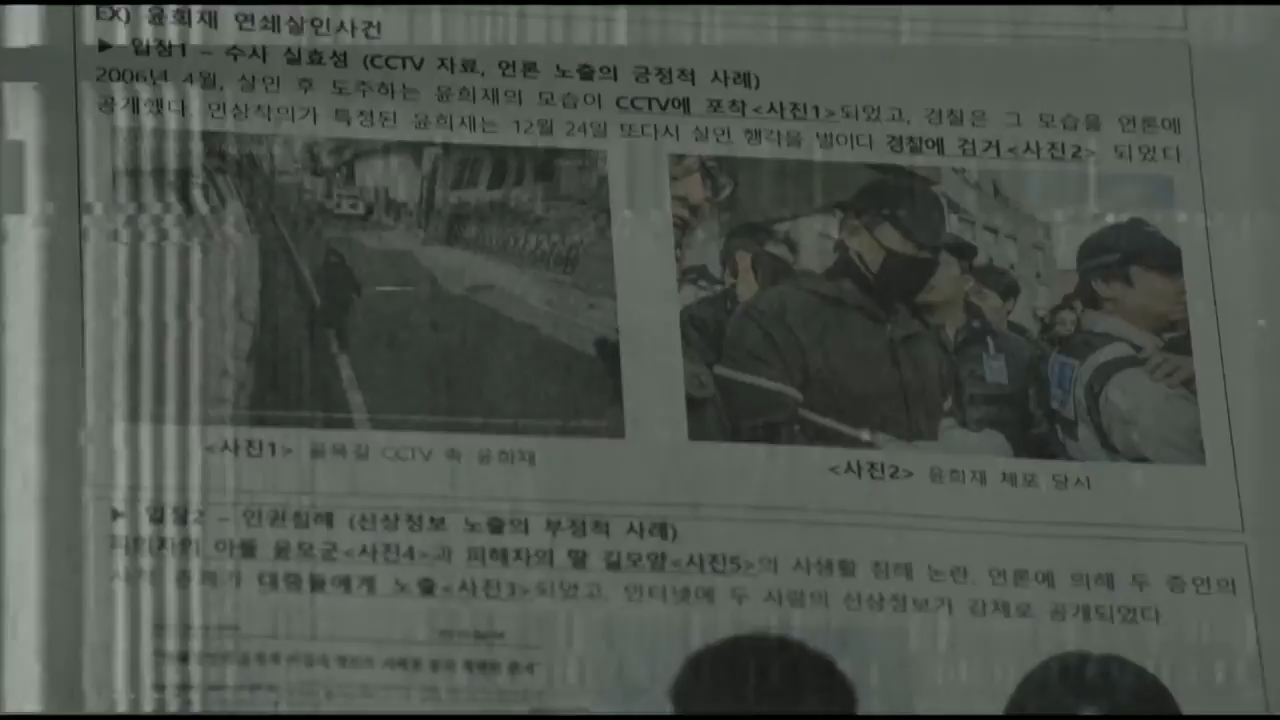 EX) 윤희재 연쇄살인사건
▶ 입장1 - 수사 실효성 (CCTV 자료, 언론 노출의 긍정적 사례)
2006년 4월, 살인 후 도주하는 윤희재의 모습이 CCTV에 포착<사진1>되었고, 경찰은 그 모습을 언론에
공개했다. 인상착의가 특정된 윤희재는 12월 24일 또다시 살인 행각을 벌이다 경찰에 검거<사진2> 되었다
<사진1> 골목길 CCTV 속 윤희재
<사진2> 윤희재 체포 당시
▶ 입장2 - 인권침해 (신상정보 노출의 부정적 사례)
피의자의 아들 윤모군<사진4>과 피해자의 딸 길모양<사진5>의 사생활 침해 논란. 언론에 의해 두 증인의
대중들에게 노출<사진3>되었고, 인터넷에 두 사람의 신상정보가 강제로 공개되었다